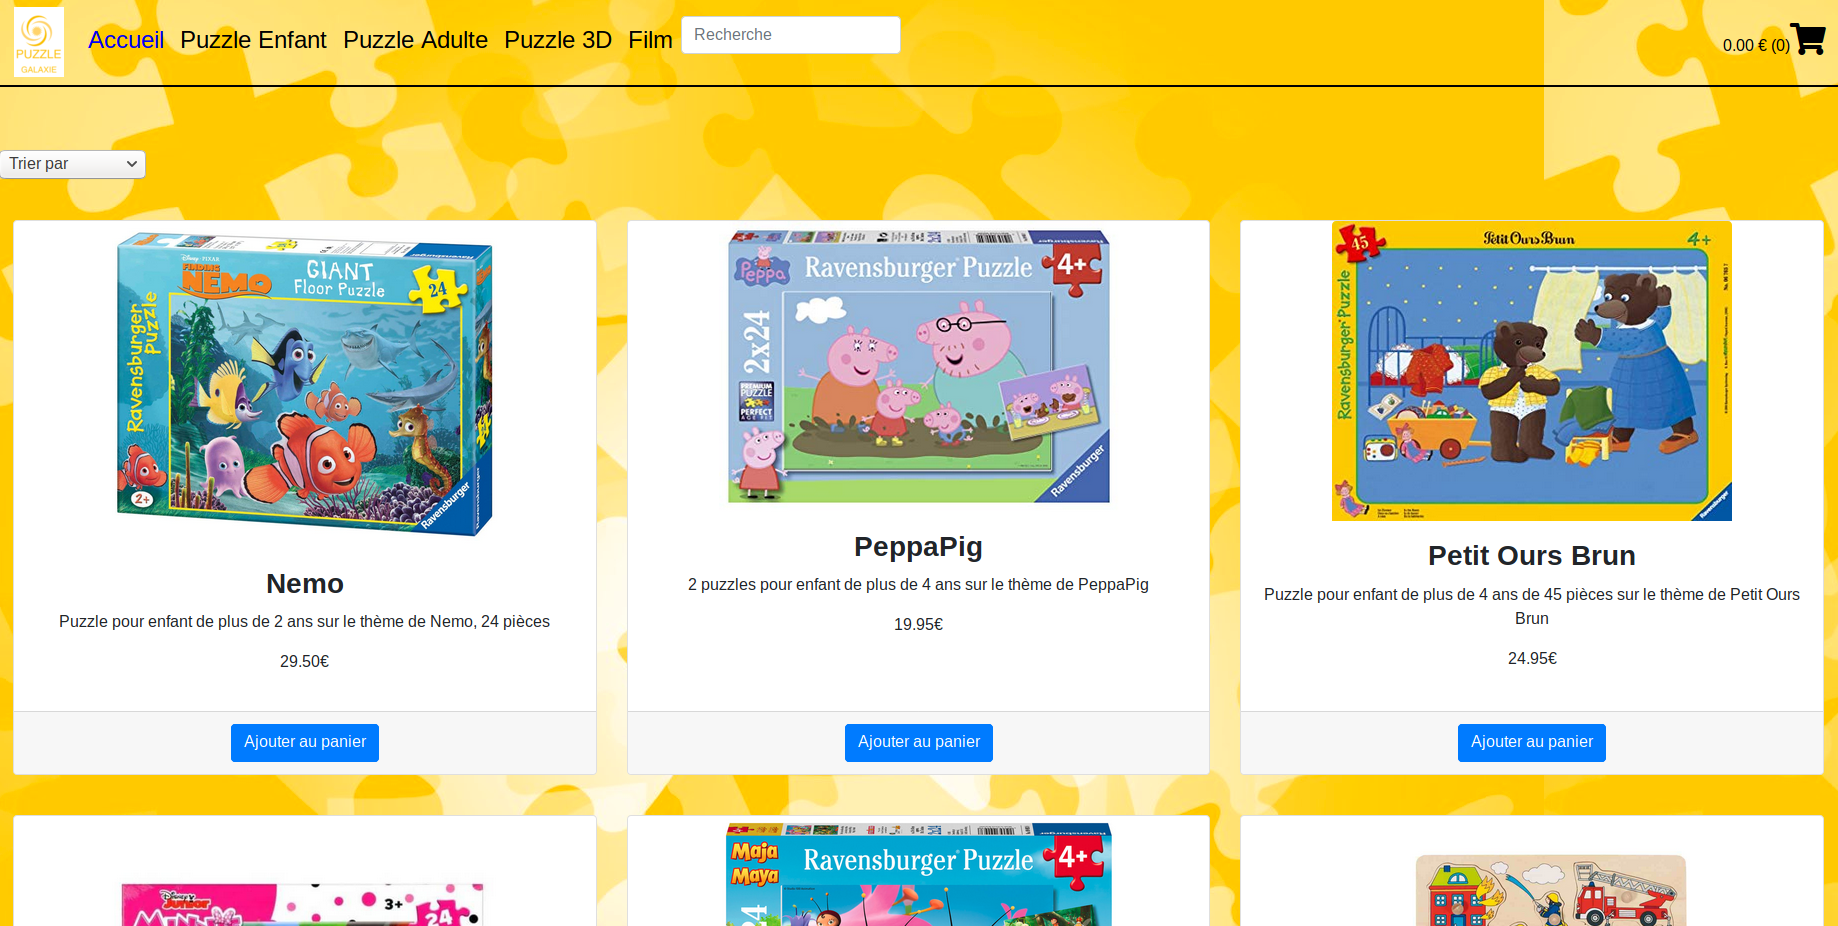 PUZZLE
GALAXIE
Accueil
Puzzle Enfant
Puzzle Adulte
Puzzle 3D
Film
Recherche
0.00 € (0)
Trier par
Disney·PIXAR
FINDING
NEMO
GIANT
Floor Puzzle
24
Ravensburger
Puzzle
2+
Ravensburger
Ravensburger
Nemo
Puzzle pour enfant de plus de 2 ans sur le thème de Nemo, 24 pièces
29.50€
Ajouter au panier
Peppa
Ravensburger Puzzle
4+
2x24
PREMIUM
PUZZLE
PERFECT
AGE FIT
Ravensburger
PeppaPig
2 puzzles pour enfant de plus de 4 ans sur le thème de PeppaPig
19.95€
Ajouter au panier
45
Petit Ours Brun
4+
Ravensburger Puzzle
Ravensburger
Petit Ours Brun
Puzzle pour enfant de plus de 4 ans de 45 pièces sur le thème de Petit Ours
Brun
24.95€
Ajouter au panier
Disney
Junior
3+
24
Maja
Maya
Ravensburger Puzzle
4+
24